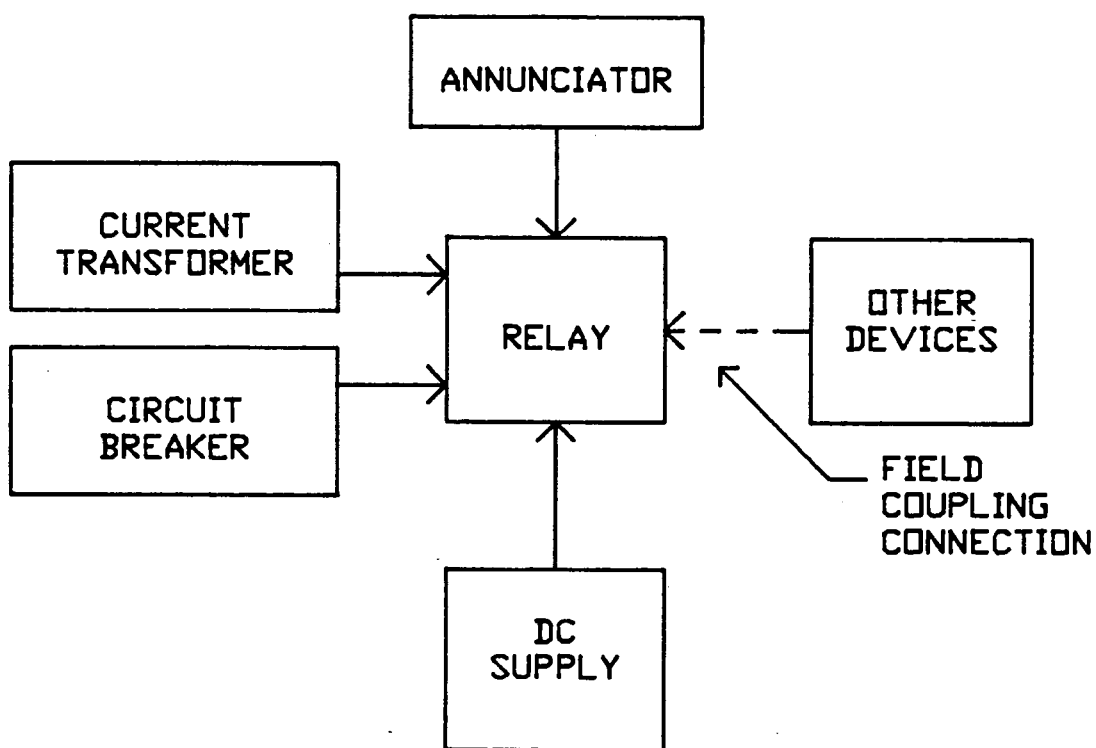 ANNUNCIATOR
CURRENT
TRANSFORMER
RELAY
OTHER
DEVICES
CIRCUIT
BREAKER
FIELD
COUPLING
CONNECTION
DC
SUPPLY